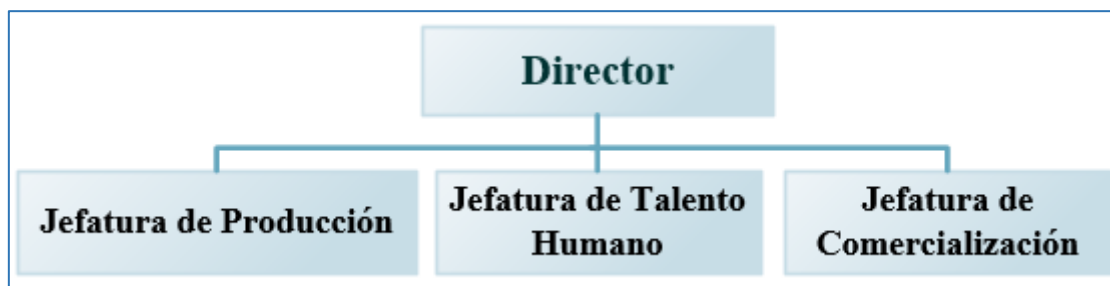 Director
Jefatura de Producción
Jefatura de Talento
Humano
Jefatura de
Comercialización